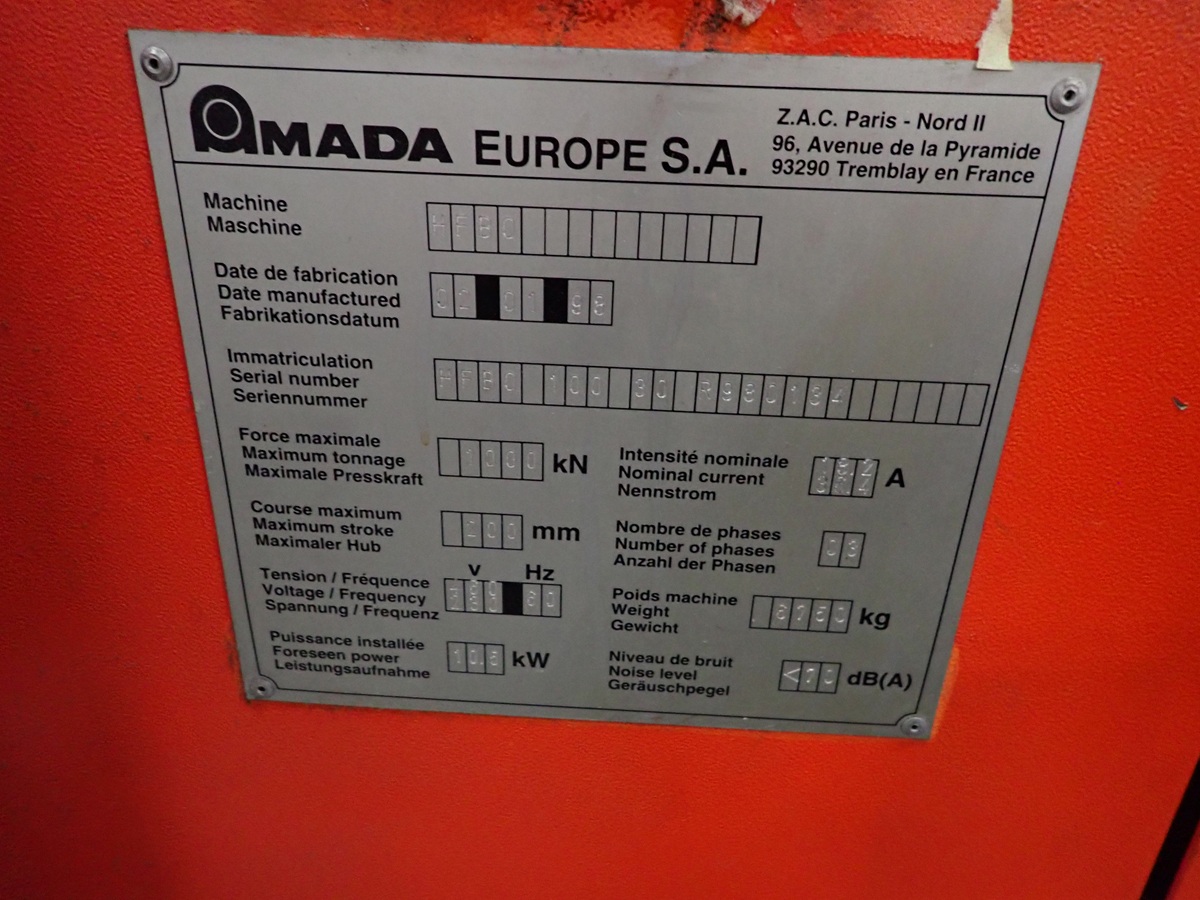 AMADA EUROPE S.A.
Z.A.C. Paris - Nord II
96, Avenue de la Pyramide
93290 Tremblay en France
Machine
Maschine
HFBO
Date de fabrication
Date manufactured
Fabrikationsdatum
02 01 98
Immatriculation
Serial number
Seriennummer
HFBO 100 30
Force maximale
Maximum tonnage
Maximale Presskraft
1000 kN
Course maximum
Maximum stroke
Maximaler Hub
200 mm
V Hz
Tension / Fréquence
Voltage / Frequency
Spannung / Frequenz
Puissance installée
Foreseen power
Leistungsaufnahme
kW
Intensité nominale
Nominal current
Nennstrom
A
Nombre de phases
Number of phases
Anzahl der Phasen
03
Poids machine
Weight
Gewicht
kg
Niveau de bruit
Noise level
Geräuschpegel
<70 dB(A)